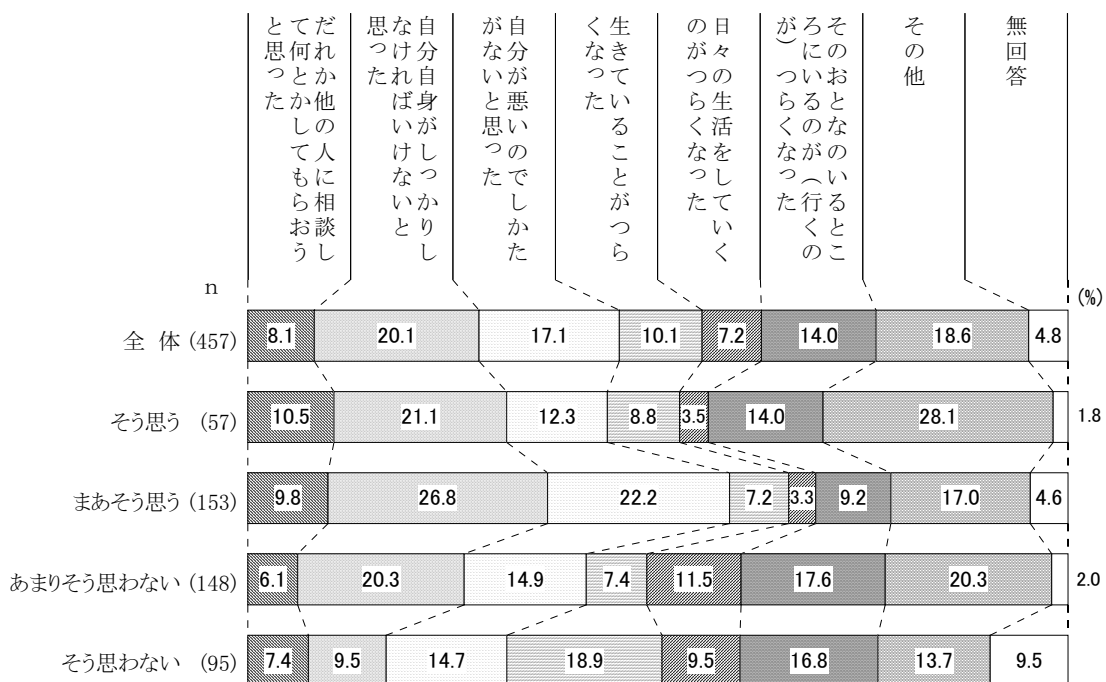 だれか他の人に相談し
て何とかしてもらおう
と思った
自分自身がしっかりし
なければいけないと
思った
自分が悪いのでしかた
がないと思った
生きていることがつら
くなった
日々の生活をしていく
のがつらくなった
そのおとなのいるとこ
ろにいるのが（行くの
が）つらくなった
その他
無回答
n
(%)
全 体 (457) 8.1 20.1 17.1 10.1 7.2 14.0 18.6 4.8
そう思う (57) 10.5 21.1 12.3 8.8 3.5 14.0 28.1 1.8
まあそう思う (153) 9.8 26.8 22.2 7.2 3.3 9.2 17.0 4.6
あまりそう思わない (148) 6.1 20.3 14.9 7.4 11.5 17.6 20.3 2.0
そう思わない (95) 7.4 9.5 14.7 18.9 9.5 16.8 13.7 9.5